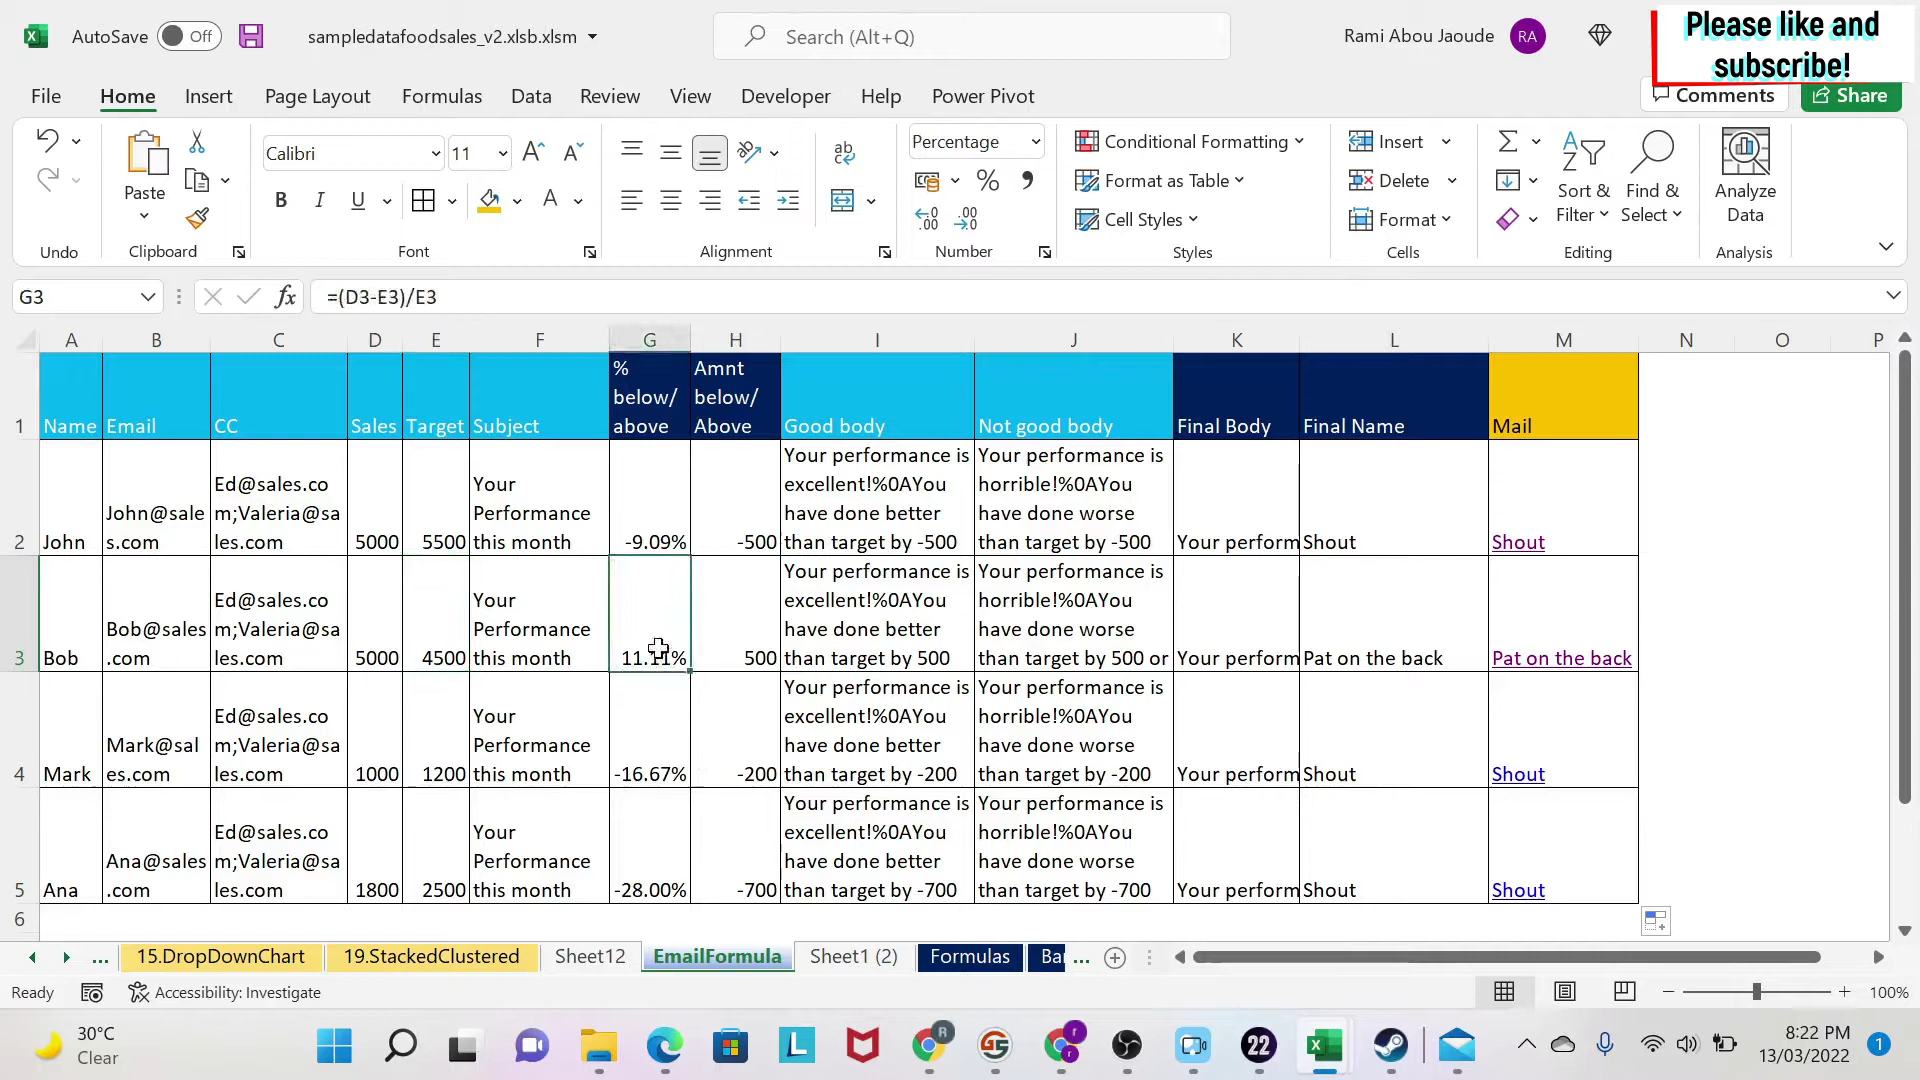 AutoSave Off sampledatafoodsales_v2.xlsb.xlsm Search (Alt+Q) Rami Abou Jaoude RA
Please like and
subscribe!
File Home Insert Page Layout Formulas Data Review View Developer Help Power Pivot Comments Share
Calibri 11 Percentage Conditional Formatting Insert
Paste Format as Table Delete Sort & Find & Analyze
B I U A Cell Styles Format Filter Select Data
Undo Clipboard Font Alignment Number Styles Cells Editing Analysis
G3 fx =(D3-E3)/E3
A B C D E F G H I J K L M N O P
1 Name Email CC Sales Target Subject % below/ above Amnt below/ Above Good body Not good body Final Body Final Name Mail
2 John John@sale s.com Ed@sales.co m;Valeria@sa les.com 5000 5500 Your Performance this month -9.09% -500 Your performance is excellent!%0AYou have done better than target by -500 Your performance is horrible!%0AYou have done worse than target by -500 Your perform Shout Shout
3 Bob Bob@sales .com Ed@sales.co m;Valeria@sa les.com 5000 4500 Your Performance this month 11.11% 500 Your performance is excellent!%0AYou have done better than target by 500 Your performance is horrible!%0AYou have done worse than target by 500 or Your perform Pat on the back Pat on the back
4 Mark Mark@sal es.com Ed@sales.co m;Valeria@sa les.com 1000 1200 Your Performance this month -16.67% -200 Your performance is excellent!%0AYou have done better than target by -200 Your performance is horrible!%0AYou have done worse than target by -200 Your perform Shout Shout
5 Ana Ana@sales .com Ed@sales.co m;Valeria@sa les.com 1800 2500 Your Performance this month -28.00% -700 Your performance is excellent!%0AYou have done better than target by -700 Your performance is horrible!%0AYou have done worse than target by -700 Your perform Shout Shout
6
... 15.DropDownChart 19.StackedClustered Sheet12 EmailFormula Sheet1 (2) Formulas Ba ...
Ready Accessibility: Investigate 100%
30°C
Clear
22
8:22 PM
13/03/2022
1